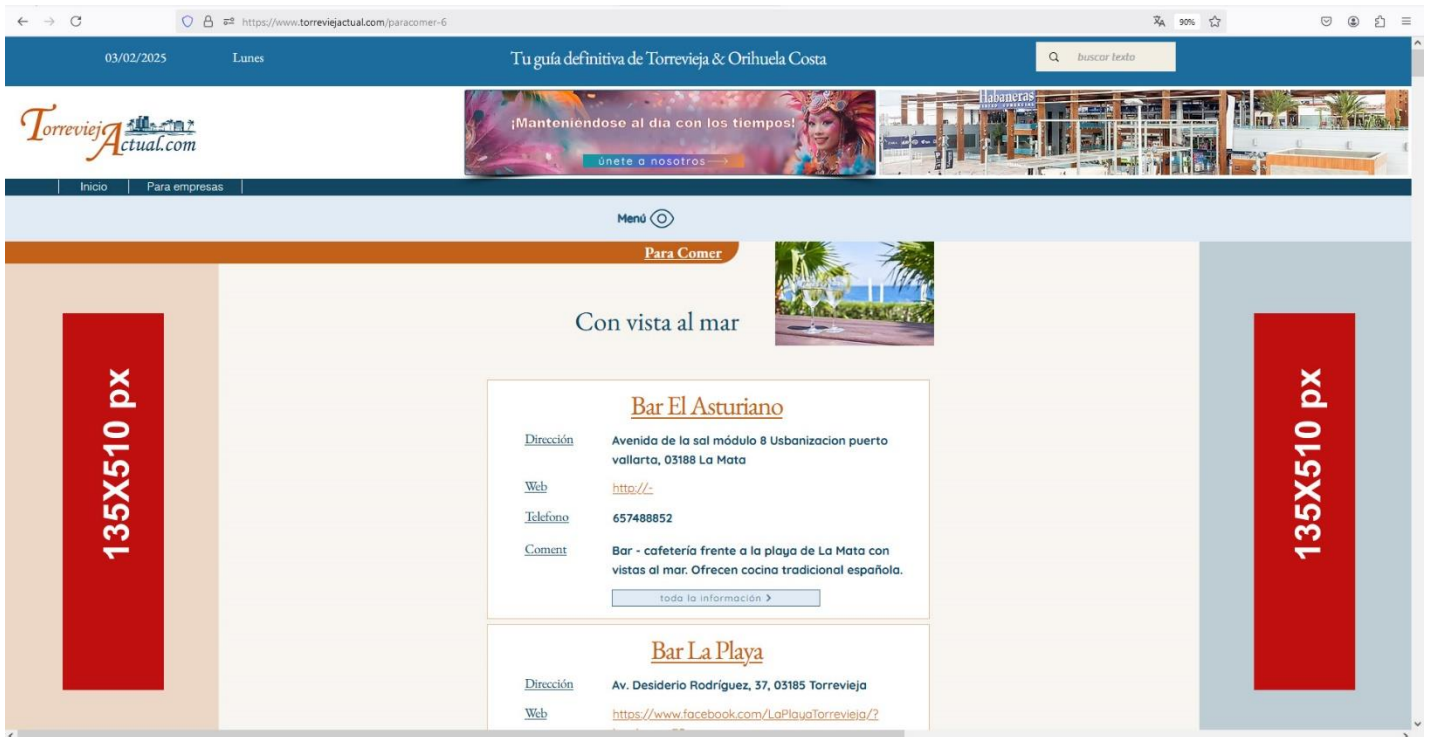 https://www.torreviejactual.com/paracomer-6
90%
03/02/2025
Lunes
Tu guía definitiva de Torrevieja & Orihuela Costa
buscar texto
TorreviejActual.com
¡Manteniéndose al día con los tiempos!
únete a nosotros
Habaneras
Inicio
Para empresas
Menú
Para Comer
Con vista al mar
135X510 px
135X510 px
Bar El Asturiano
Dirección
Avenida de la sal módulo 8 Usbanizacion puerto
vallarta, 03188 La Mata
Web
http://-
Telefono
657488852
Coment
Bar - cafetería frente a la playa de La Mata con
vistas al mar. Ofrecen cocina tradicional española.
toda la información >
Bar La Playa
Dirección
Av. Desiderio Rodríguez, 37, 03185 Torrevieja
Web
https://www.facebook.com/LaPlayaTorrevieja/?